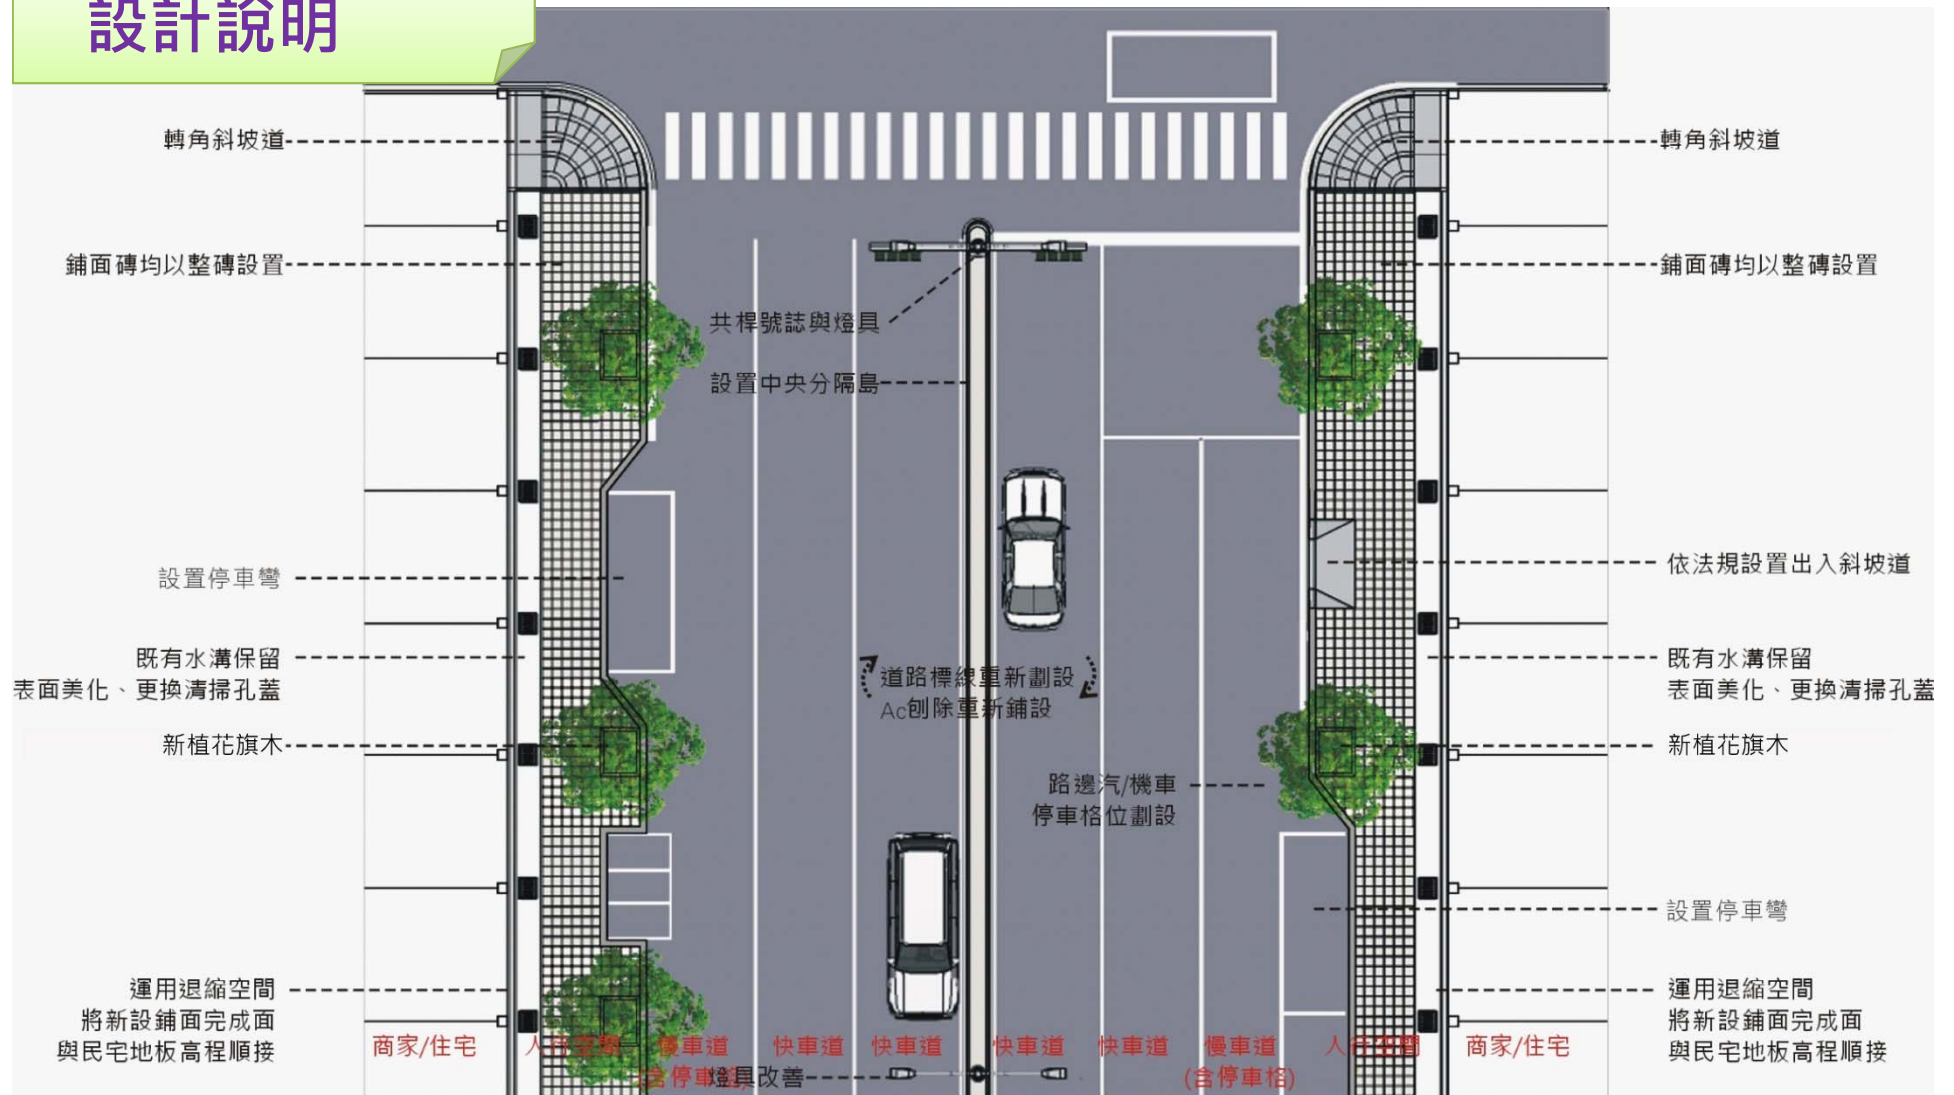 設計說明
轉角斜坡道
轉角斜坡道
鋪面磚均以整磚設置
鋪面磚均以整磚設置
共桿號誌與燈具
設置中央分隔島
設置停車彎
依法規設置出入斜坡道
既有水溝保留
表面美化、更換清掃孔蓋
道路標線重新劃設
Ac刨除重新鋪設
既有水溝保留
表面美化、更換清掃孔蓋
新植花旗木
新植花旗木
路邊汽/機車
停車格位劃設
設置停車彎
運用退縮空間
將新設鋪面完成面
與民宅地板高程順接
運用退縮空間
將新設鋪面完成面
與民宅地板高程順接
商家/住宅
人行空間
慢車道
(含停車格)
快車道
快車道
快車道
快車道
慢車道
(含停車格)
人行空間
商家/住宅
燈具改善